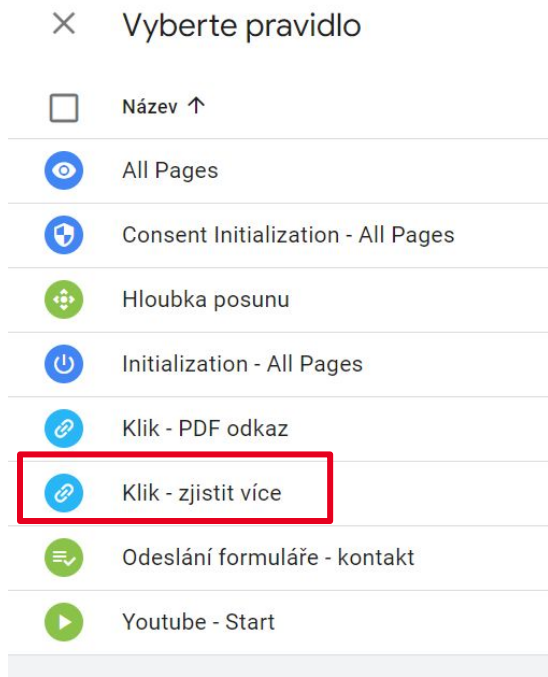 Vyberte pravidlo
Název
All Pages
Consent Initialization - All Pages
Hloubka posunu
Initialization - All Pages
Klik - PDF odkaz
Klik - zjistit více
Odeslání formuláře - kontakt
Youtube - Start